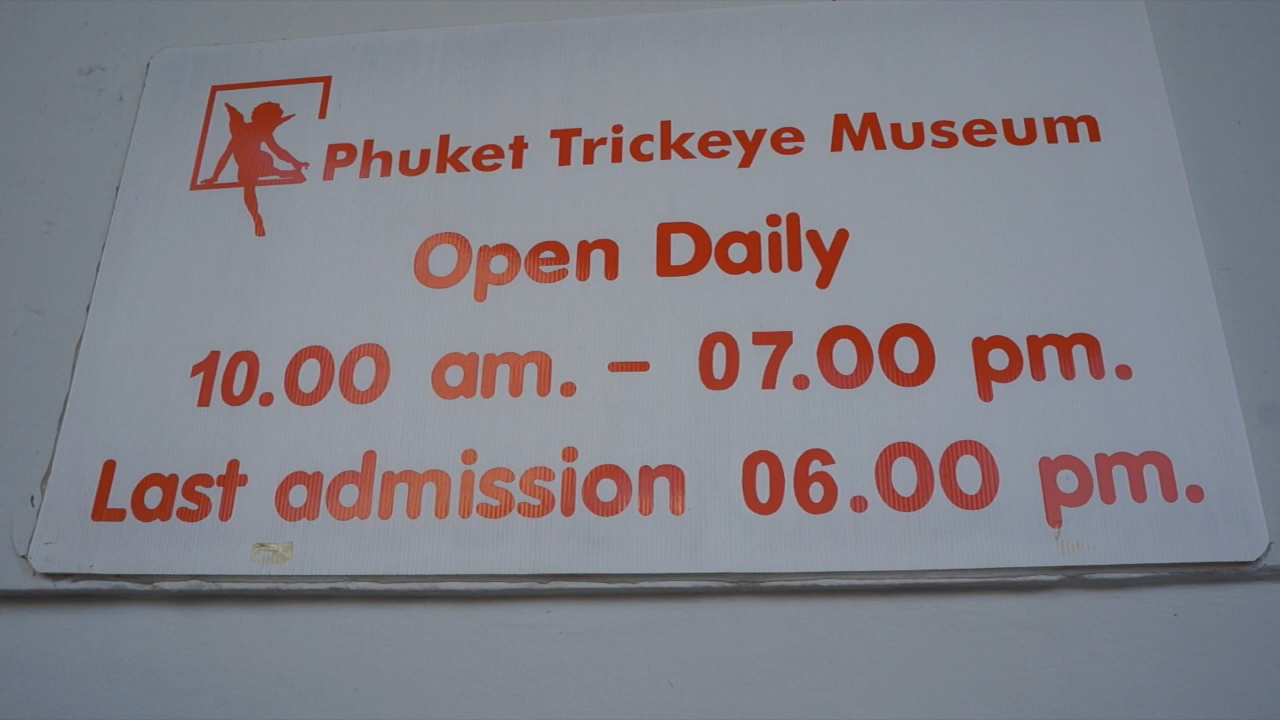 Phuket Trickeye Museum
Open Daily
10.00 am. – 07.00 pm.
Last admission 06.00 pm.